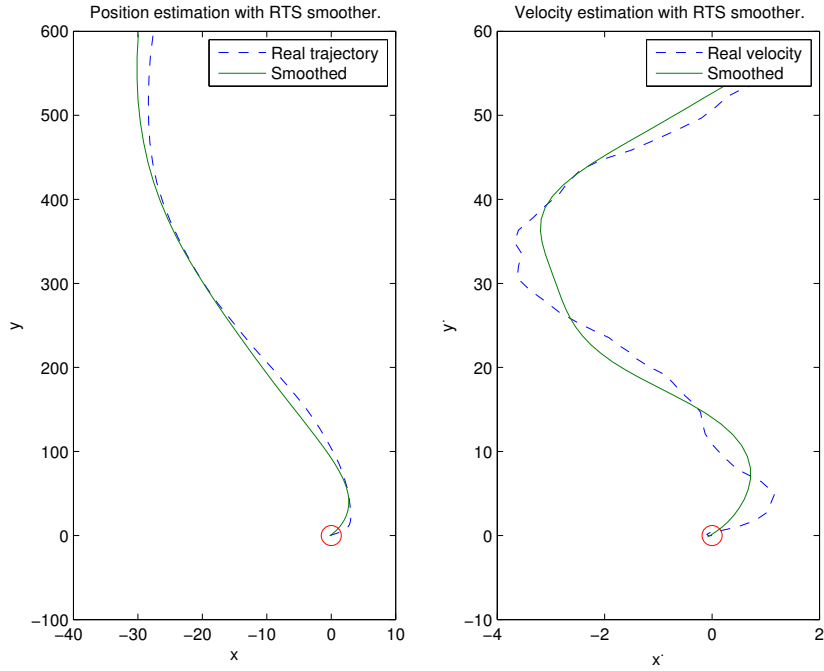 Position estimation with RTS smoother.
600
500
400
300
200
100
0
−100
y
−40
−30
−20
−10
0
10
x
Real trajectory
Smoothed
Velocity estimation with RTS smoother.
60
50
40
30
20
10
0
−10
y˙
−4
−2
0
2
x˙
Real velocity
Smoothed